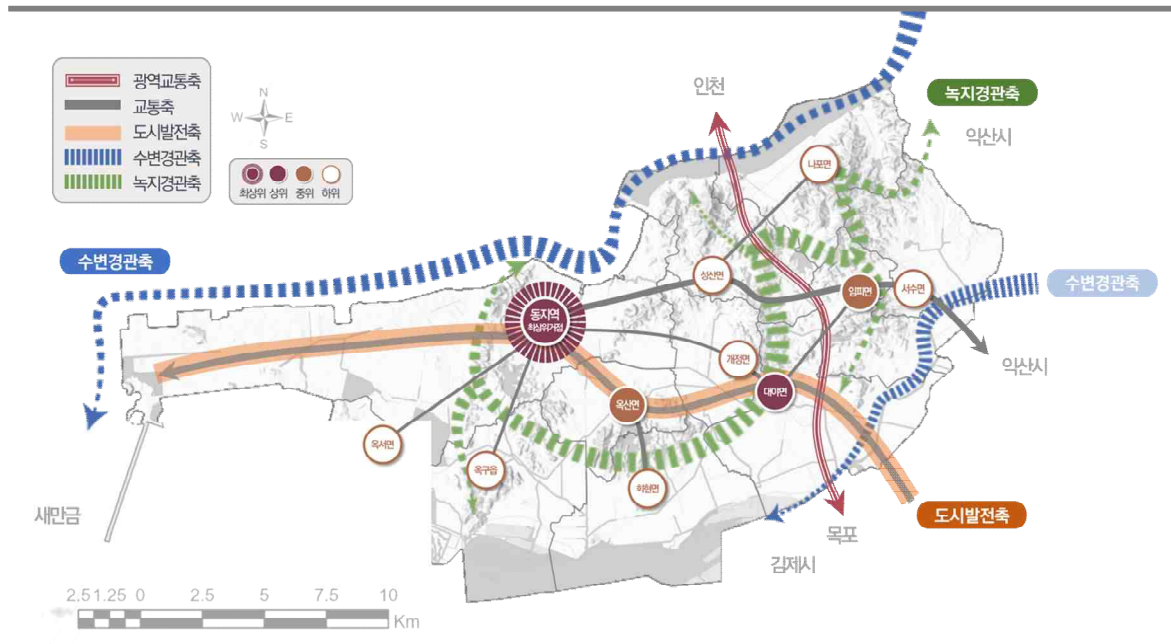 광역교통축
교통축
도시발전축
수변경관축
녹지경관축
N
W
E
S
최상위
상위
중위
하위
인천
녹지경관축
익산시
나포면
수변경관축
성산면
임피면
서수면
수변경관축
동지역
최상위거점
개정면
대야면
익산시
옥산면
옥서면
옥구읍
회현면
새만금
목포
김제시
도시발전축
2.5 1.25 0 2.5 5 7.5 10
Km